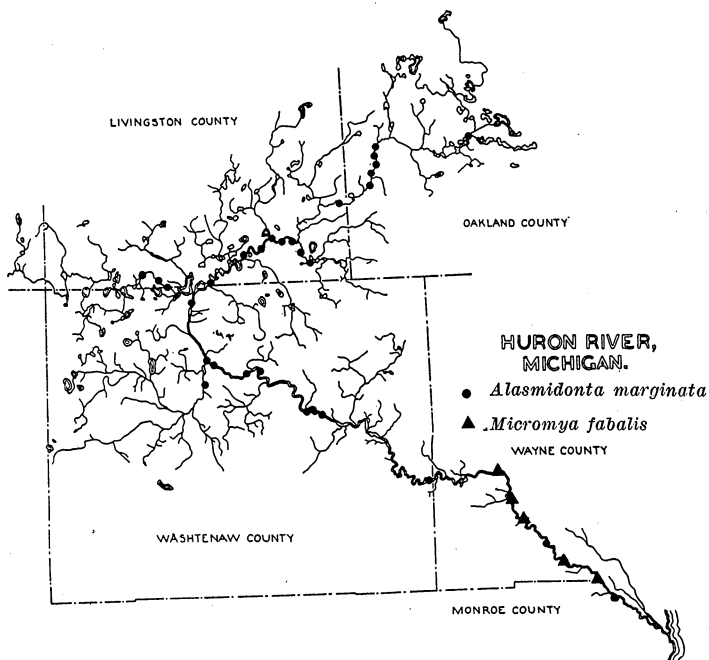 LIVINGSTON COUNTY
OAKLAND COUNTY
HURON RIVER,
MICHIGAN.
Alasmidonta marginata
Micromya fabalis
WAYNE COUNTY
WASHTENAW COUNTY
MONROE COUNTY